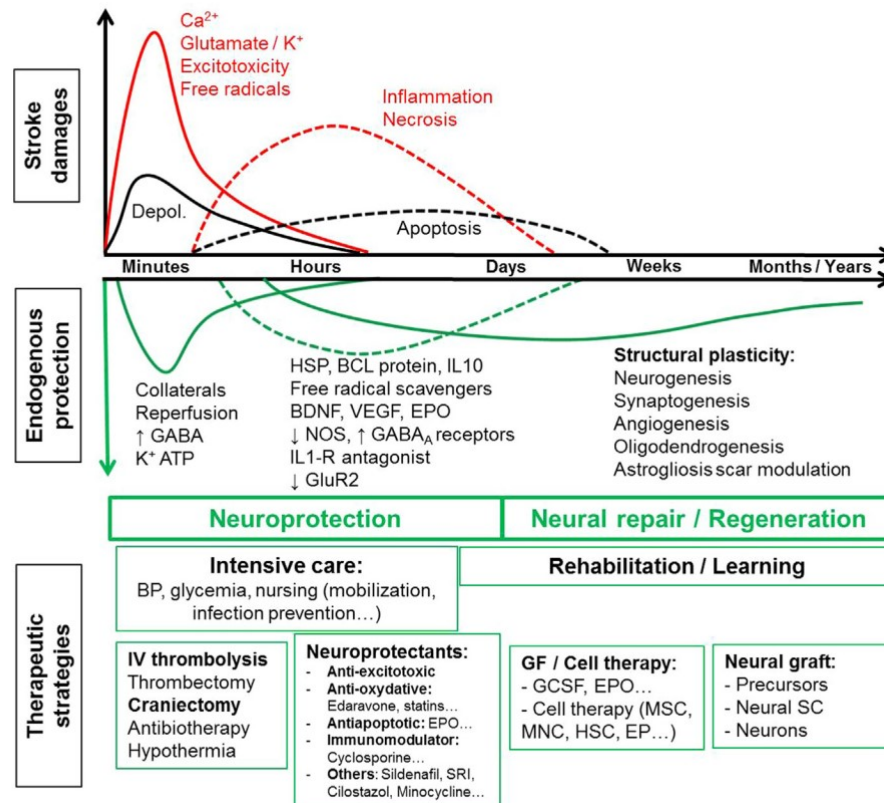 Stroke
damages
Ca²⁺
Glutamate / K⁺
Excitotoxicity
Free radicals
Inflammation
Necrosis
Depol.
Apoptosis
Minutes
Hours
Days
Weeks
Months / Years
Endogenous
protection
Collaterals
Reperfusion
↑ GABA
K⁺ ATP
HSP, BCL protein, IL10
Free radical scavengers
BDNF, VEGF, EPO
↓ NOS, ↑ GABA_A receptors
IL1-R antagonist
↓ GluR2
Structural plasticity:
Neurogenesis
Synaptogenesis
Angiogenesis
Oligodendrogenesis
Astrogliosis scar modulation
Neuroprotection
Neural repair / Regeneration
Therapeutic
strategies
Intensive care:
BP, glycemia, nursing (mobilization,
infection prevention…)
Rehabilitation / Learning
IV thrombolysis
Thrombectomy
Craniectomy
Antibiotherapy
Hypothermia
Neuroprotectants:
- Anti-excitotoxic
- Anti-oxydative:
Edaravone, statins…
- Antiapoptotic: EPO…
- Immunomodulator:
Cyclosporine…
- Others: Sildenafil, SRI,
Cilostazol, Minocycline…
GF / Cell therapy:
- GCSF, EPO…
- Cell therapy (MSC,
MNC, HSC, EP…)
Neural graft:
- Precursors
- Neural SC
- Neurons